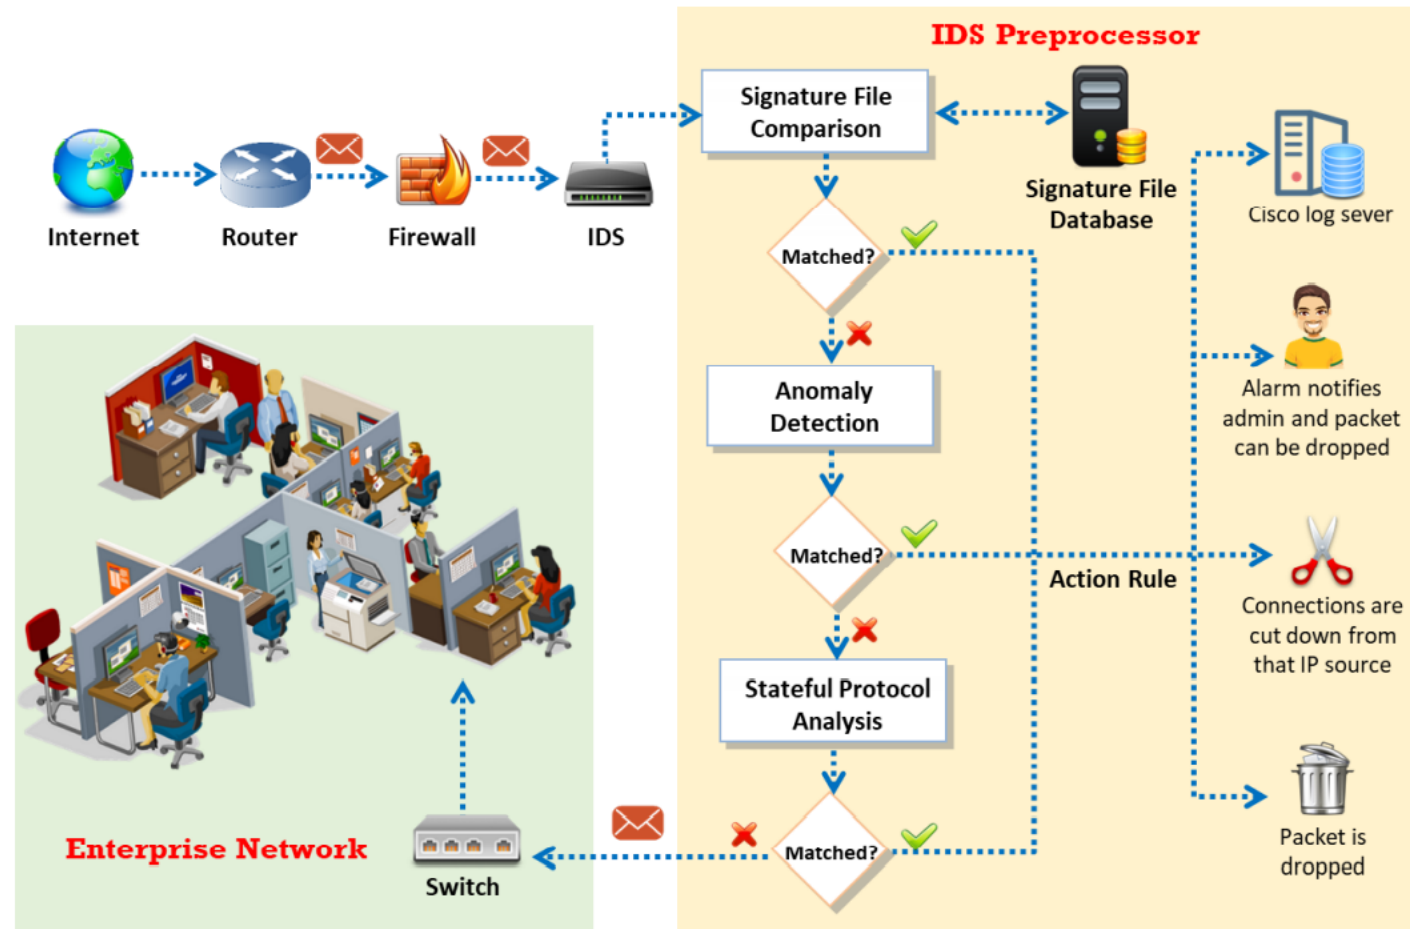 IDS Preprocessor
Signature File
Comparison
Signature File
Database
Cisco log sever
Internet
Router
Firewall
IDS
Matched?
Anomaly
Detection
Alarm notifies
admin and packet
can be dropped
Matched?
Action Rule
Connections are
cut down from
that IP source
Stateful Protocol
Analysis
Matched?
Packet is
dropped
Enterprise Network
Switch